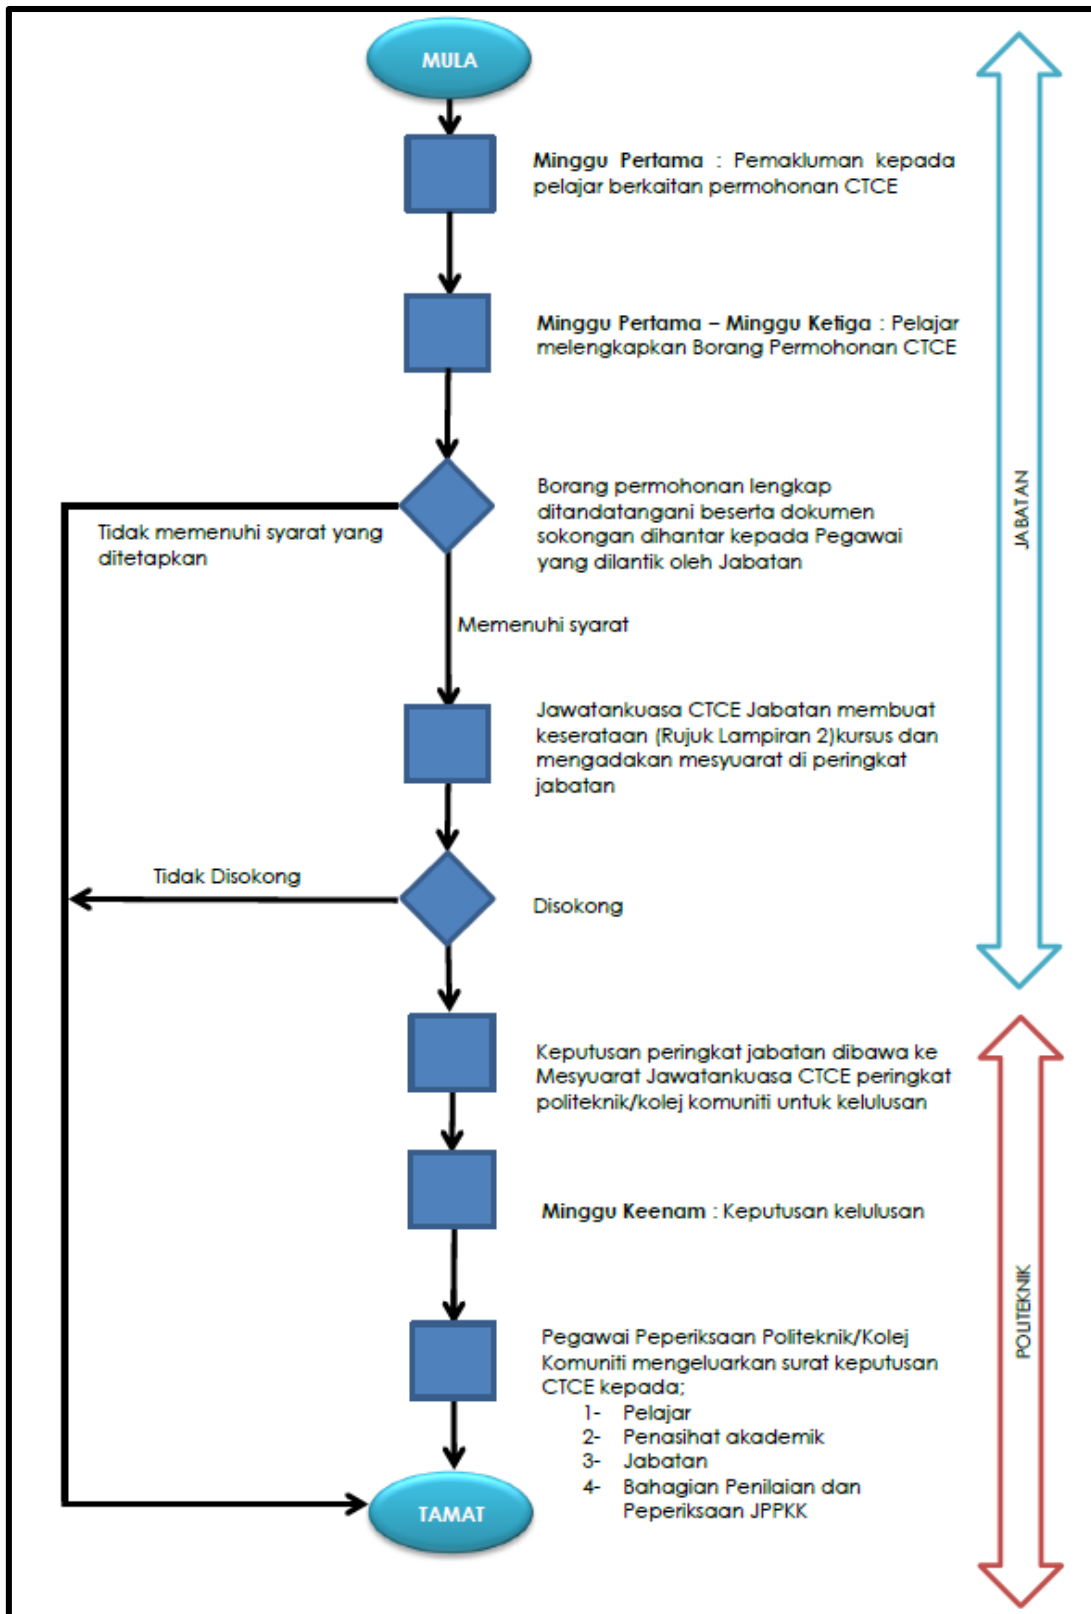 MULA
Minggu Pertama : Pemakluman kepada
pelajar berkaitan permohonan CTCE
Minggu Pertama – Minggu Ketiga : Pelajar
melengkapkan Borang Permohonan CTCE
Borang permohonan lengkap
ditandatangani beserta dokumen
sokongan dihantar kepada Pegawai
yang dilantik oleh Jabatan
Tidak memenuhi syarat yang
ditetapkan
Memenuhi syarat
Jawatankuasa CTCE Jabatan membuat
keserataan (Rujuk Lampiran 2)kursus dan
mengadakan mesyuarat di peringkat
jabatan
Tidak Disokong
Disokong
JABATAN
Keputusan peringkat jabatan dibawa ke
Mesyuarat Jawatankuasa CTCE peringkat
politeknik/kolej komuniti untuk kelulusan
Minggu Keenam : Keputusan kelulusan
Pegawai Peperiksaan Politeknik/Kolej
Komuniti mengeluarkan surat keputusan
CTCE kepada;
1- Pelajar
2- Penasihat akademik
3- Jabatan
4- Bahagian Penilaian dan
Peperiksaan JPPKK
TAMAT
POLITEKNIK